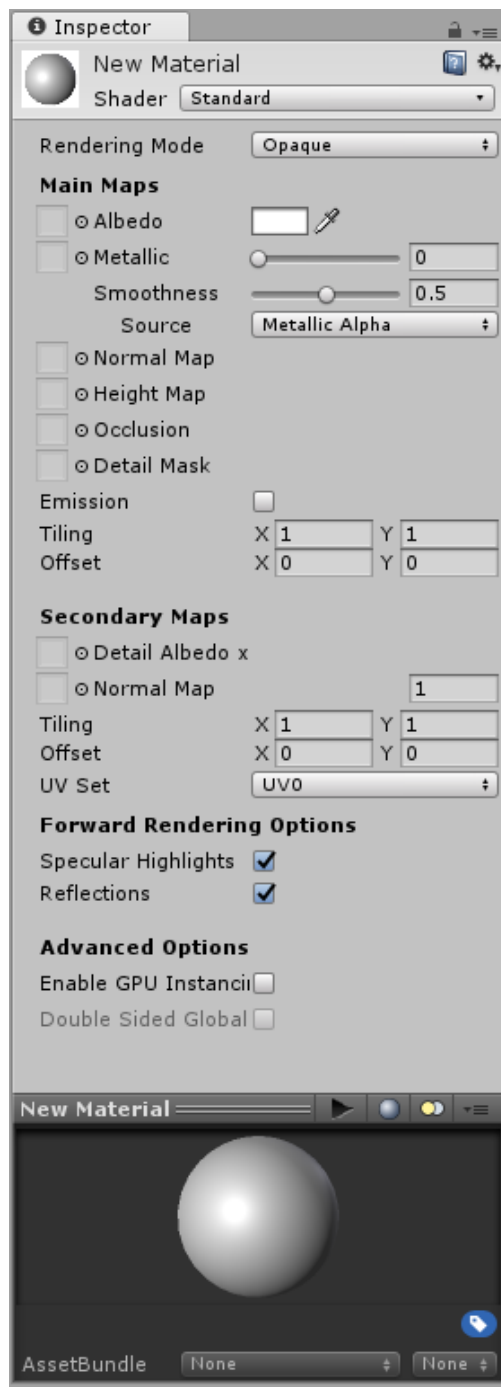 Inspector
New Material
Shader Standard
Rendering Mode Opaque
Main Maps
Albedo
Metallic 0
Smoothness 0.5
Source Metallic Alpha
Normal Map
Height Map
Occlusion
Detail Mask
Emission
Tiling X 1 Y 1
Offset X 0 Y 0
Secondary Maps
Detail Albedo x
Normal Map 1
Tiling X 1 Y 1
Offset X 0 Y 0
UV Set UV0
Forward Rendering Options
Specular Highlights
Reflections
Advanced Options
Enable GPU Instancii
Double Sided Global
New Material
AssetBundle None None